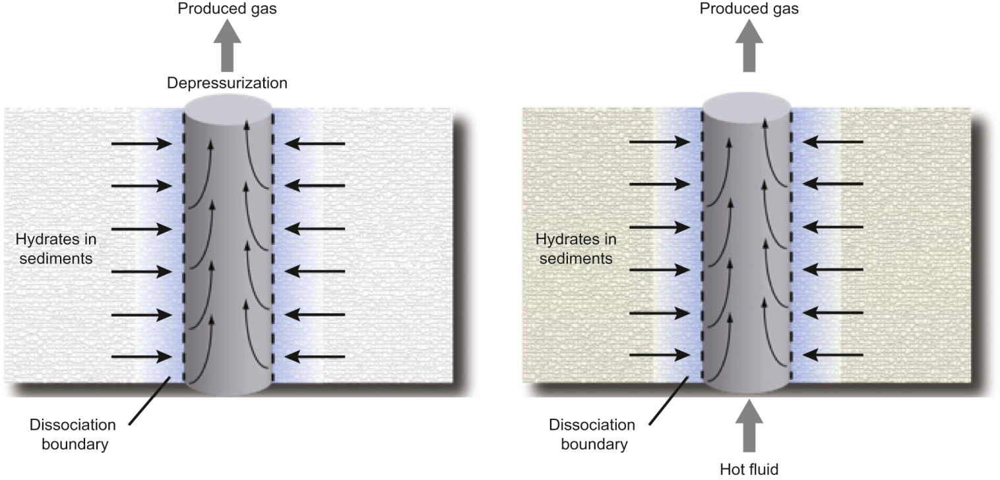 Produced gas
Depressurization
Hydrates in
sediments
Dissociation
boundary
Produced gas
Hydrates in
sediments
Dissociation
boundary
Hot fluid